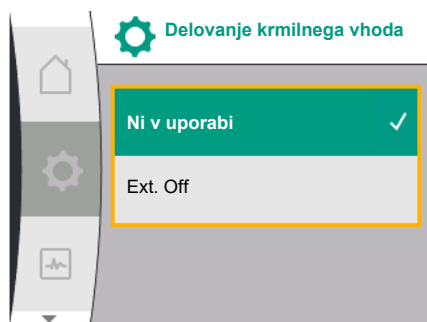 Delovanje krmilnega vhoda
Ni v uporabi
Ext. Off